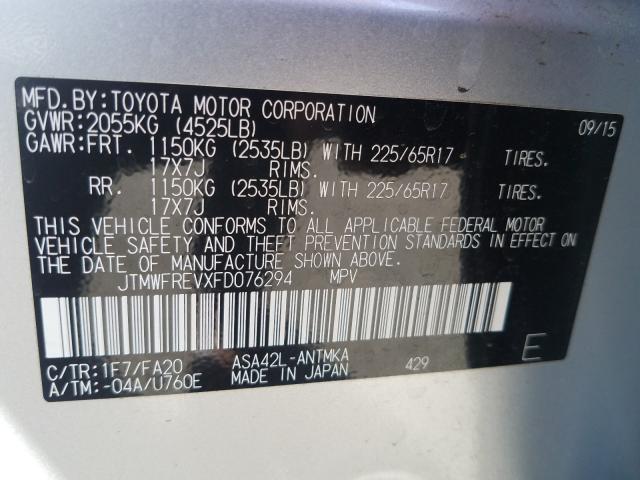 MFD.BY:TOYOTA MOTOR CORPORATION 09/15
GVWR:2055KG (4525LB)
GAWR:FRT. 1150KG (2535LB) WITH 225/65R17 TIRES.
17X7J RIMS.
RR. 1150KG (2535LB) WITH 225/65R17 TIRES.
17X7J RIMS.
THIS VEHICLE CONFORMS TO ALL APPLICABLE FEDERAL MOTOR
VEHICLE SAFETY AND THEFT PREVENTION STANDARDS IN EFFECT ON
THE DATE OF MANUFACTURE SHOWN ABOVE.
JTMWFREVXFD076294 MPV
C/TR:1F7/FA20 ASA42L-ANTMKA 429 E
A/TM:-04A/U760E MADE IN JAPAN